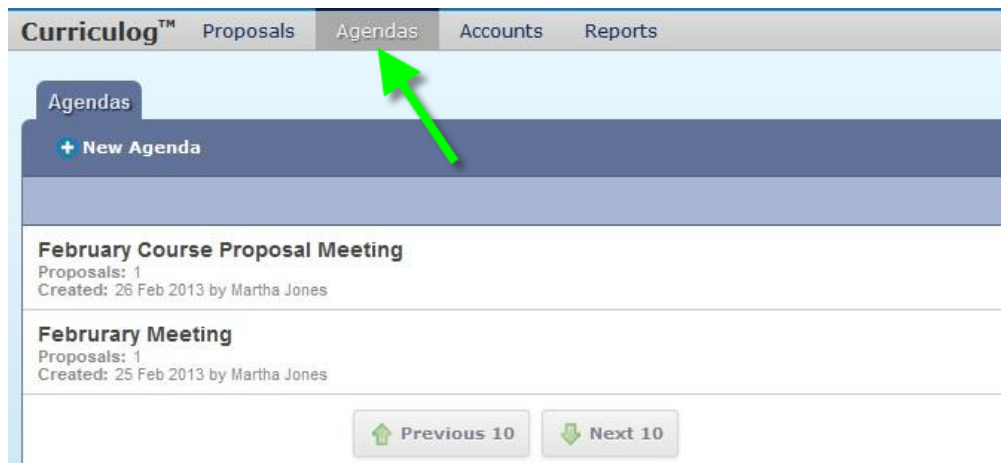 Curriculog™ Proposals Agendas Accounts Reports
Agendas
New Agenda
February Course Proposal Meeting
Proposals: 1
Created: 26 Feb 2013 by Martha Jones
Februrary Meeting
Proposals: 1
Created: 25 Feb 2013 by Martha Jones
Previous 10 Next 10